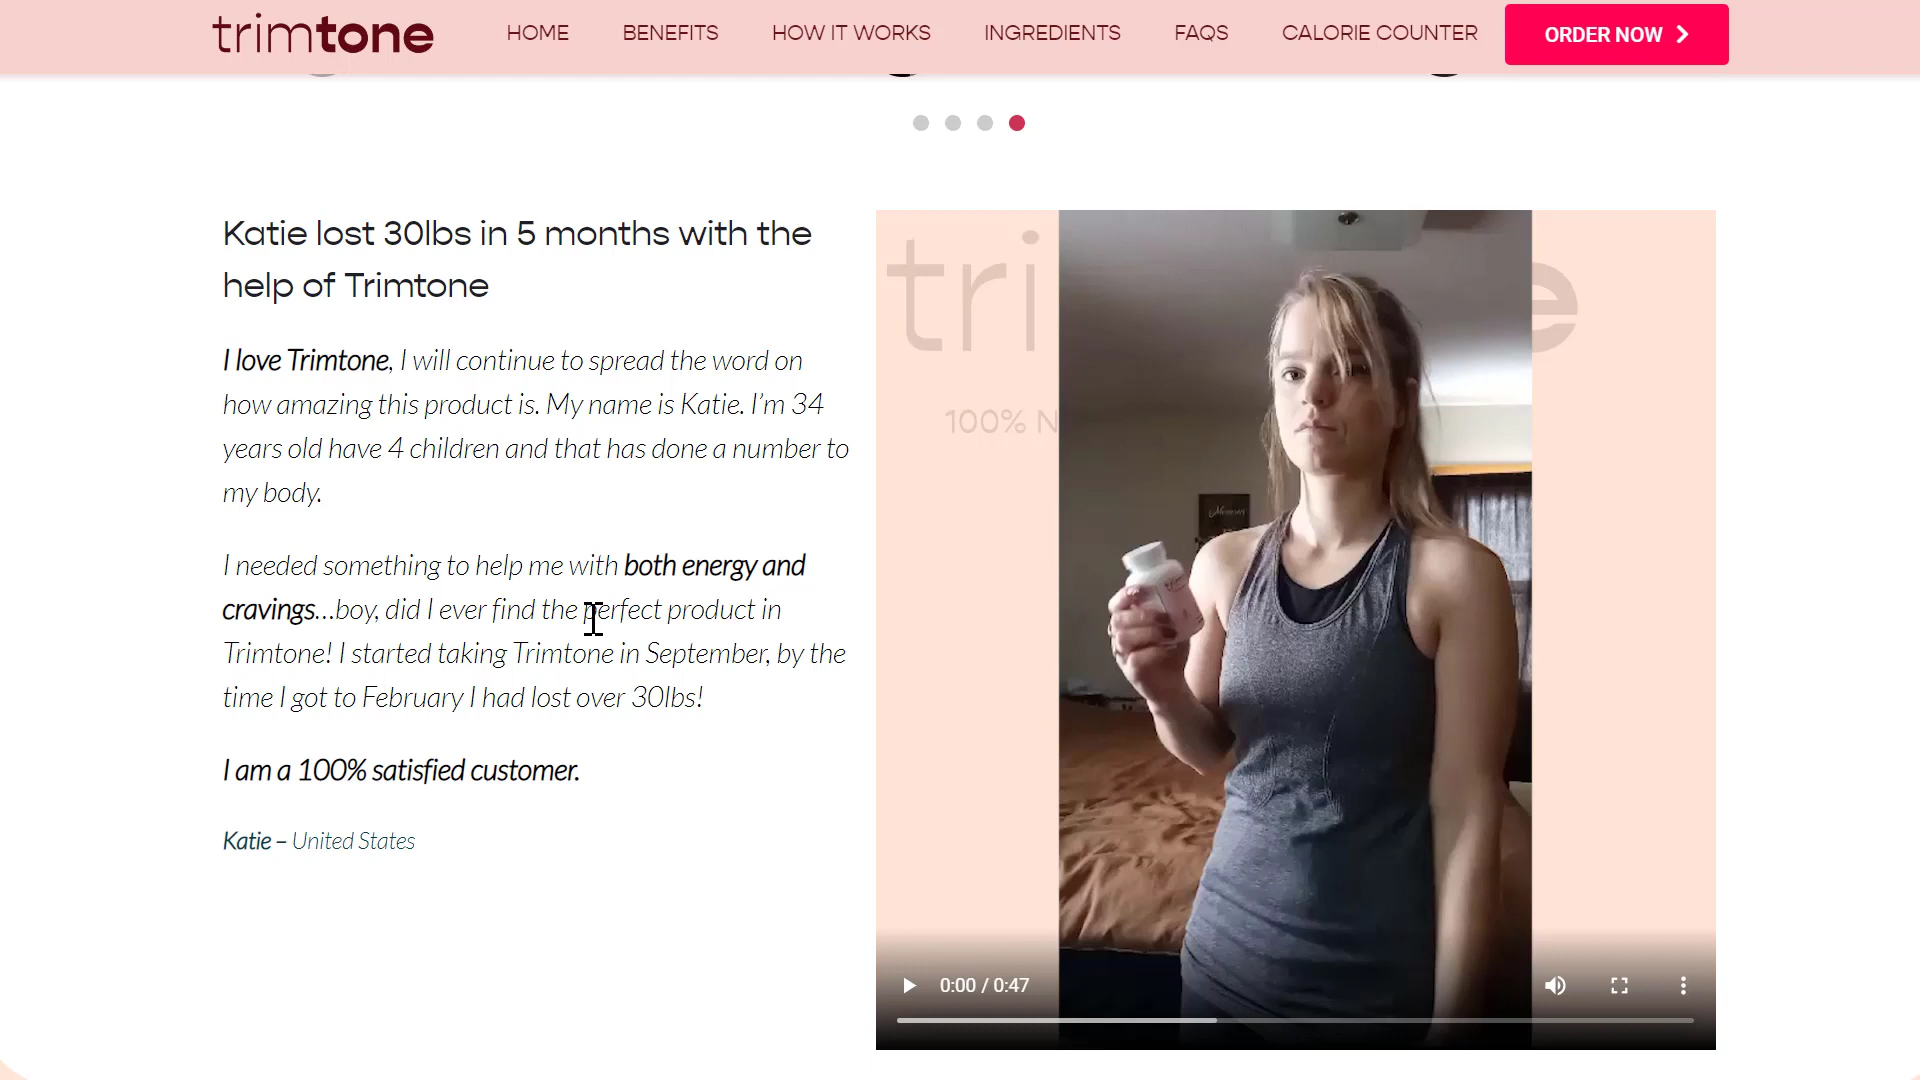 trimtone
HOME
BENEFITS
HOW IT WORKS
INGREDIENTS
FAQS
CALORIE COUNTER
ORDER NOW
Katie lost 30lbs in 5 months with the
help of Trimtone
I love Trimtone, I will continue to spread the word on
how amazing this product is. My name is Katie. I’m 34
years old have 4 children and that has done a number to
my body.
I needed something to help me with both energy and
cravings…boy, did I ever find the perfect product in
Trimtone! I started taking Trimtone in September, by the
time I got to February I had lost over 30lbs!
I am a 100% satisfied customer.
Katie – United States
tri e
100% N
0:00 / 0:47